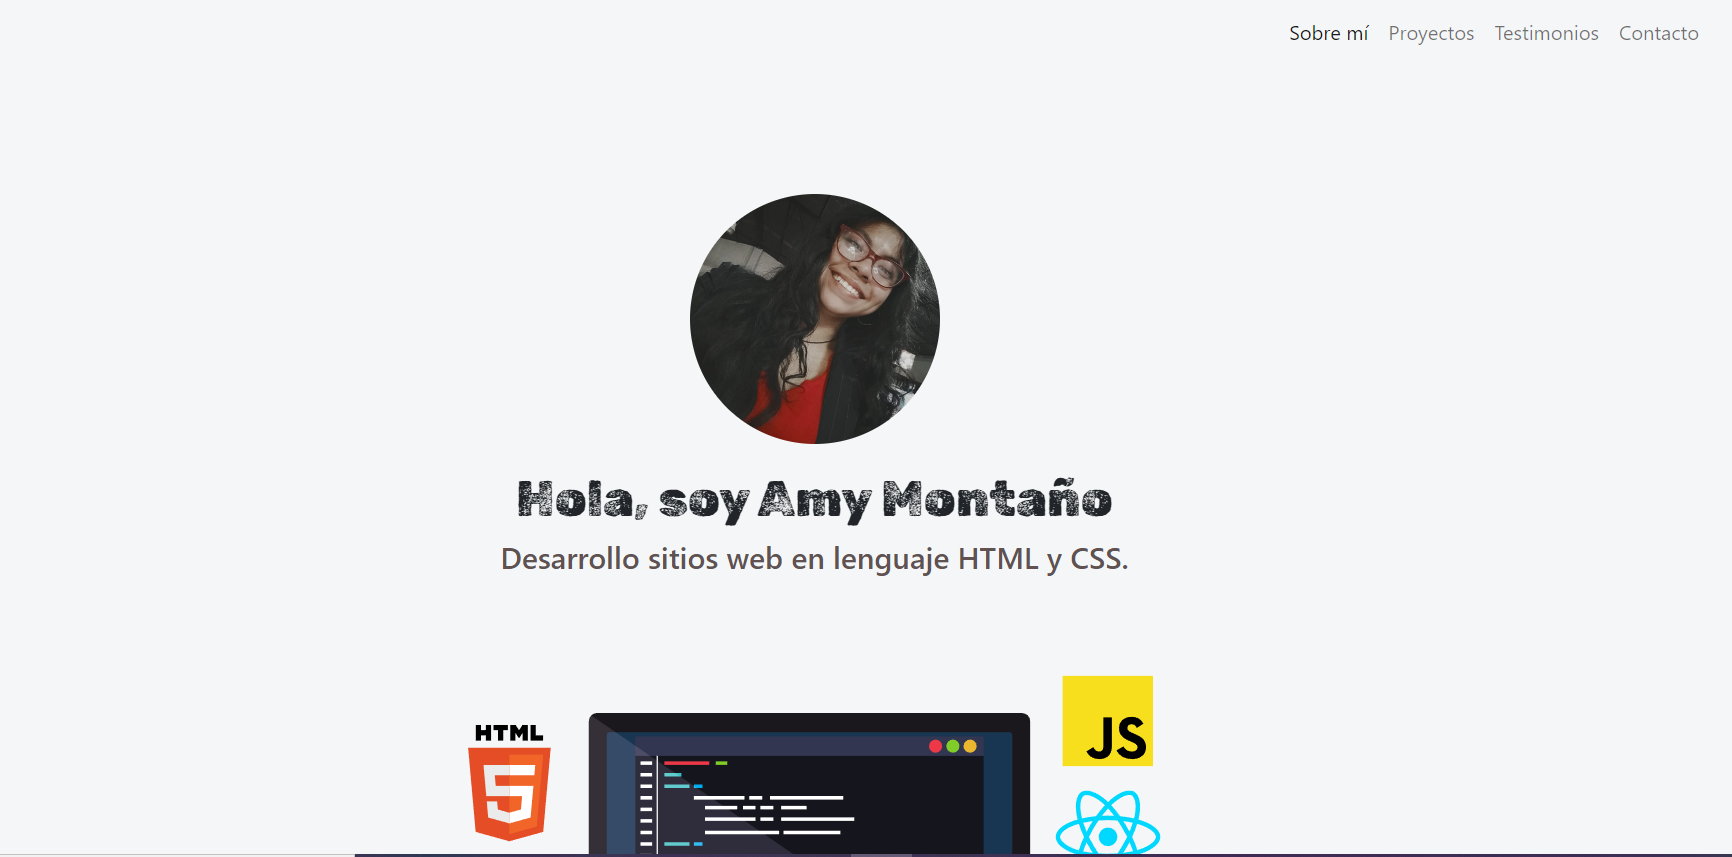 Sobre mí Proyectos Testimonios Contacto
Hola, soy Amy Montaño
Desarrollo sitios web en lenguaje HTML y CSS.
JS
HTML
5